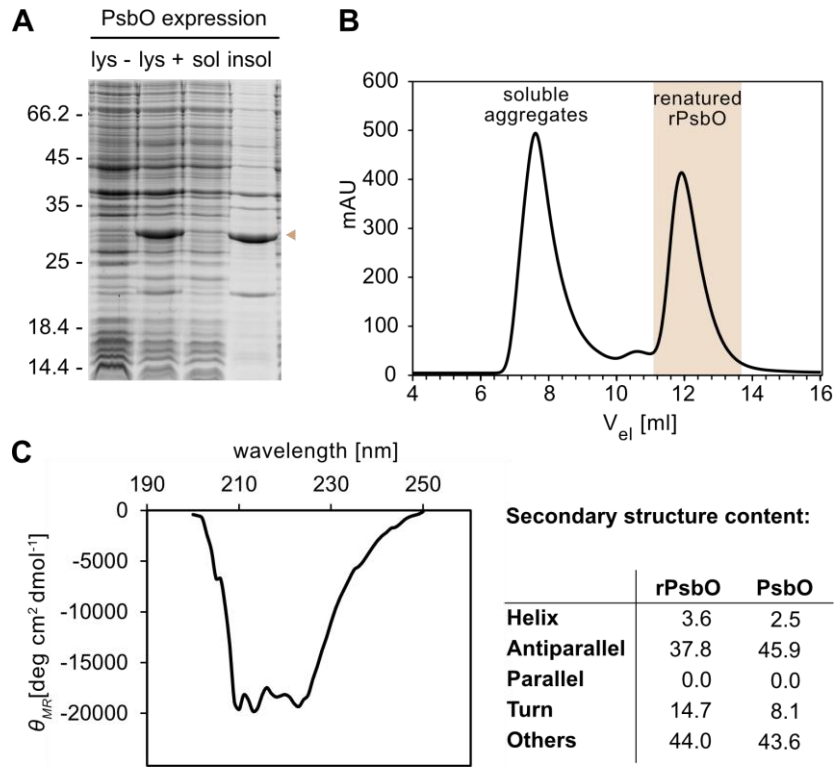 A
PsbO expression
lys - lys + sol insol
66.2 -
45 -
35 -
25 -
18.4 -
14.4 -
B
soluble
aggregates
renatured
rPsbO
600
500
400
300
200
100
0
mAU
4 6 8 10 12 14 16
V_el [ml]
C
wavelength [nm]
190 210 230 250
0
-5000
-10000
-15000
-20000
θ_MR[deg cm² dmol⁻¹]
Secondary structure content:
rPsbO PsbO
Helix 3.6 2.5
Antiparallel 37.8 45.9
Parallel 0.0 0.0
Turn 14.7 8.1
Others 44.0 43.6